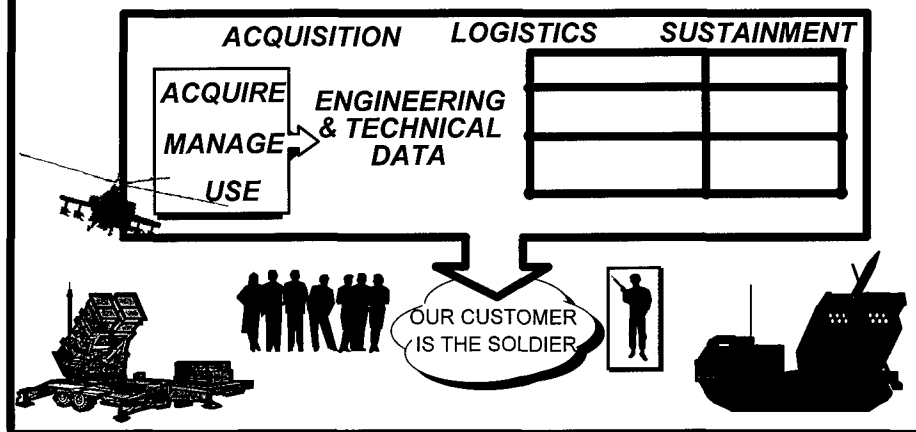 ACQUISITION LOGISTICS SUSTAINMENT
ACQUIRE
MANAGE
USE
ENGINEERING
& TECHNICAL
DATA
OUR CUSTOMER
IS THE SOLDIER